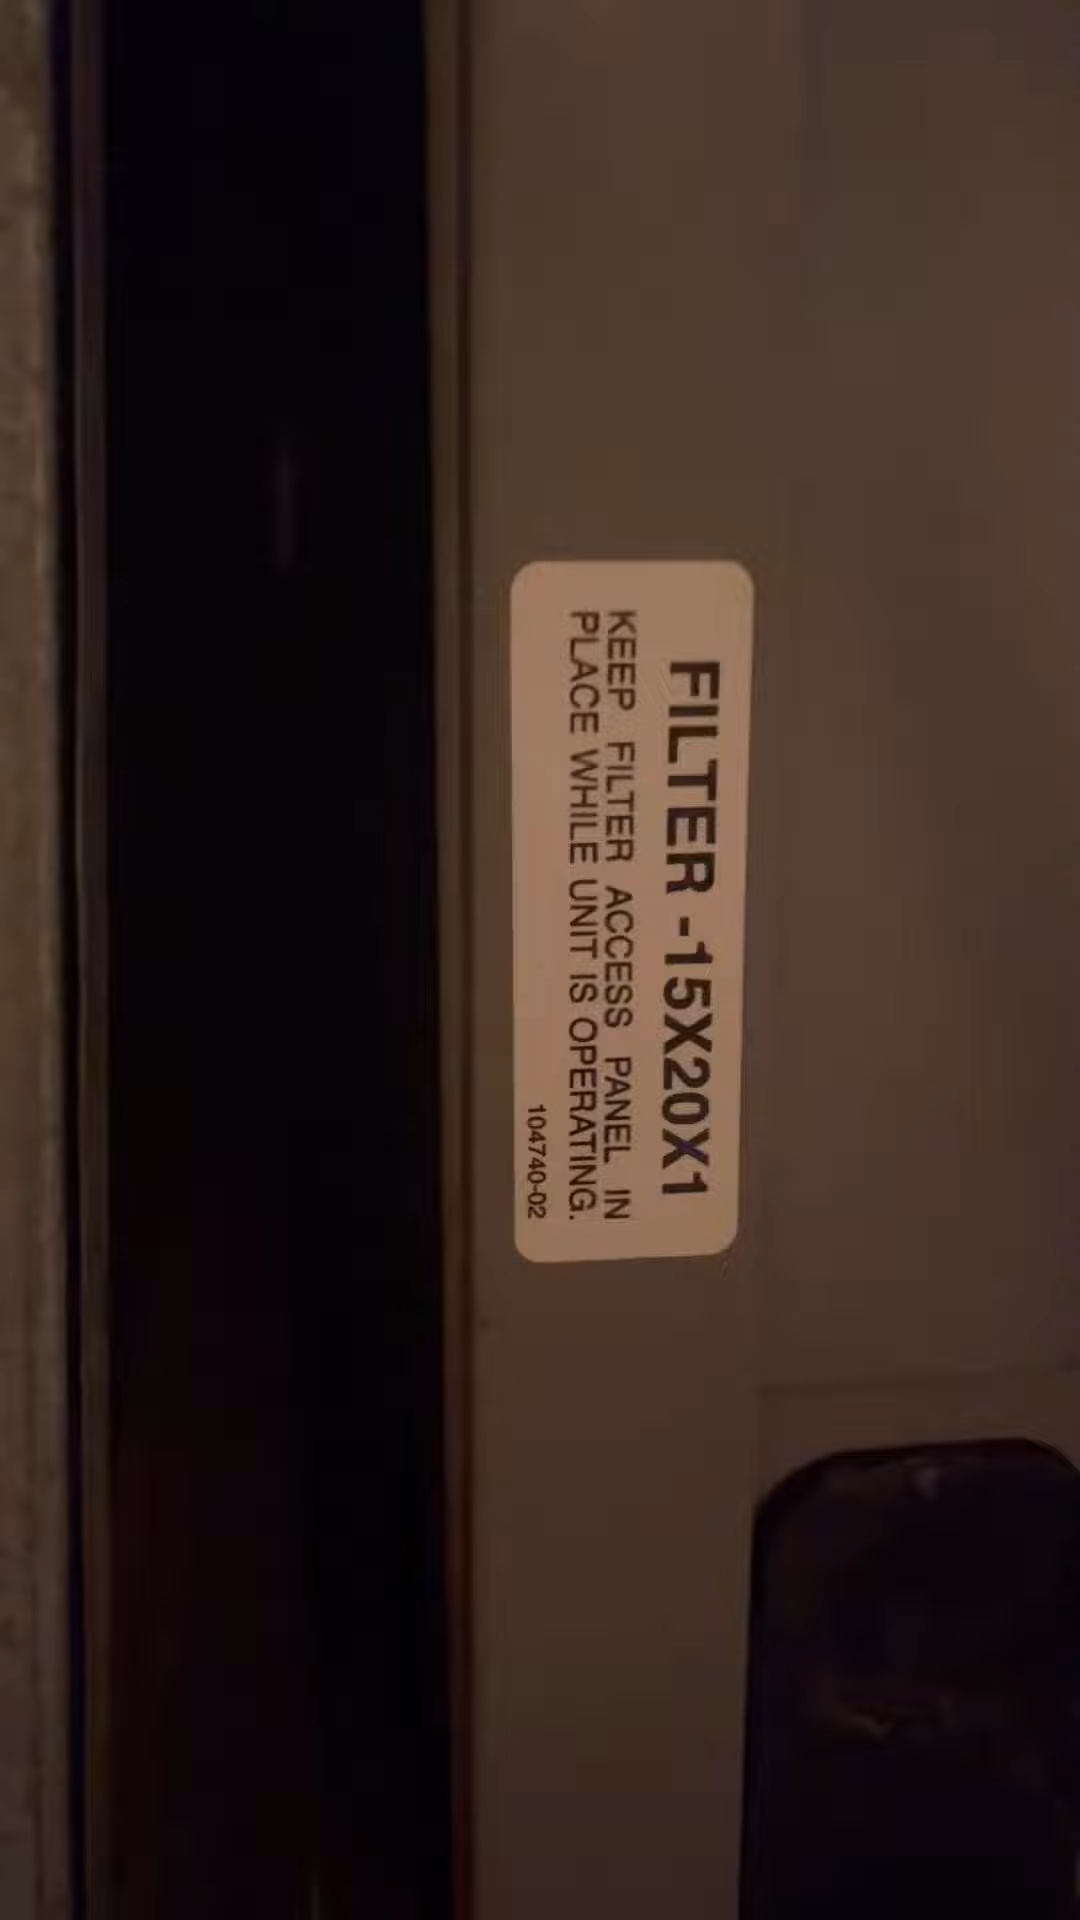 FILTER -15X20X1
KEEP FILTER ACCESS PANEL IN
PLACE WHILE UNIT IS OPERATING.
104740-02